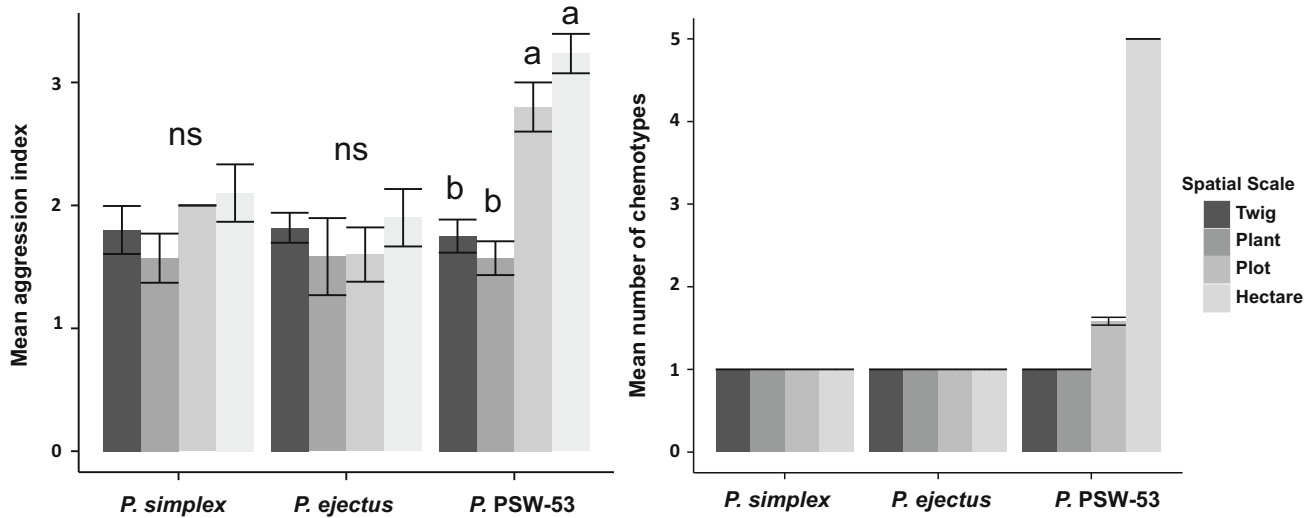 Mean aggression index
3
2
1
0
ns
ns
b
b
a
a
P. simplex
P. ejectus
P. PSW-53
Mean number of chemotypes
5
4
3
2
1
0
P. simplex
P. ejectus
P. PSW-53
Spatial Scale
Twig
Plant
Plot
Hectare